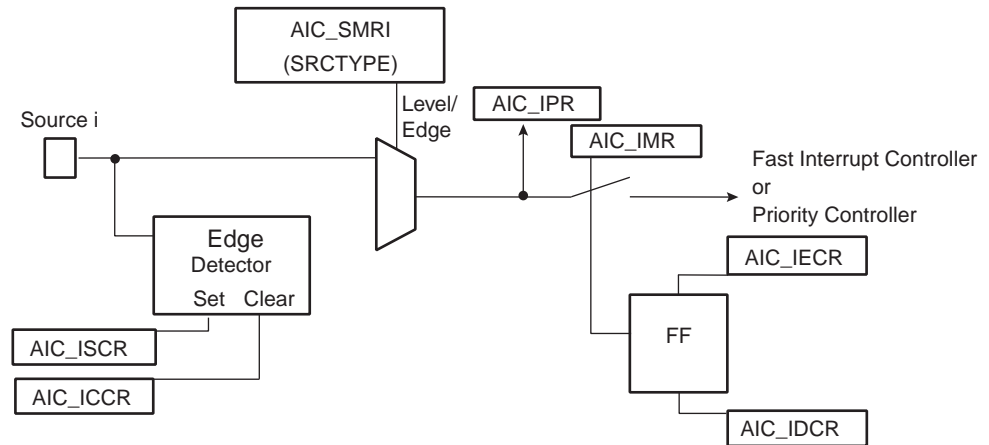 AIC_SMRI
(SRCTYPE)
Source i
Level/
Edge
AIC_IPR
AIC_IMR
Fast Interrupt Controller
or
Priority Controller
Edge
Detector
Set Clear
AIC_IECR
FF
AIC_ISCR
AIC_ICCR
AIC_IDCR